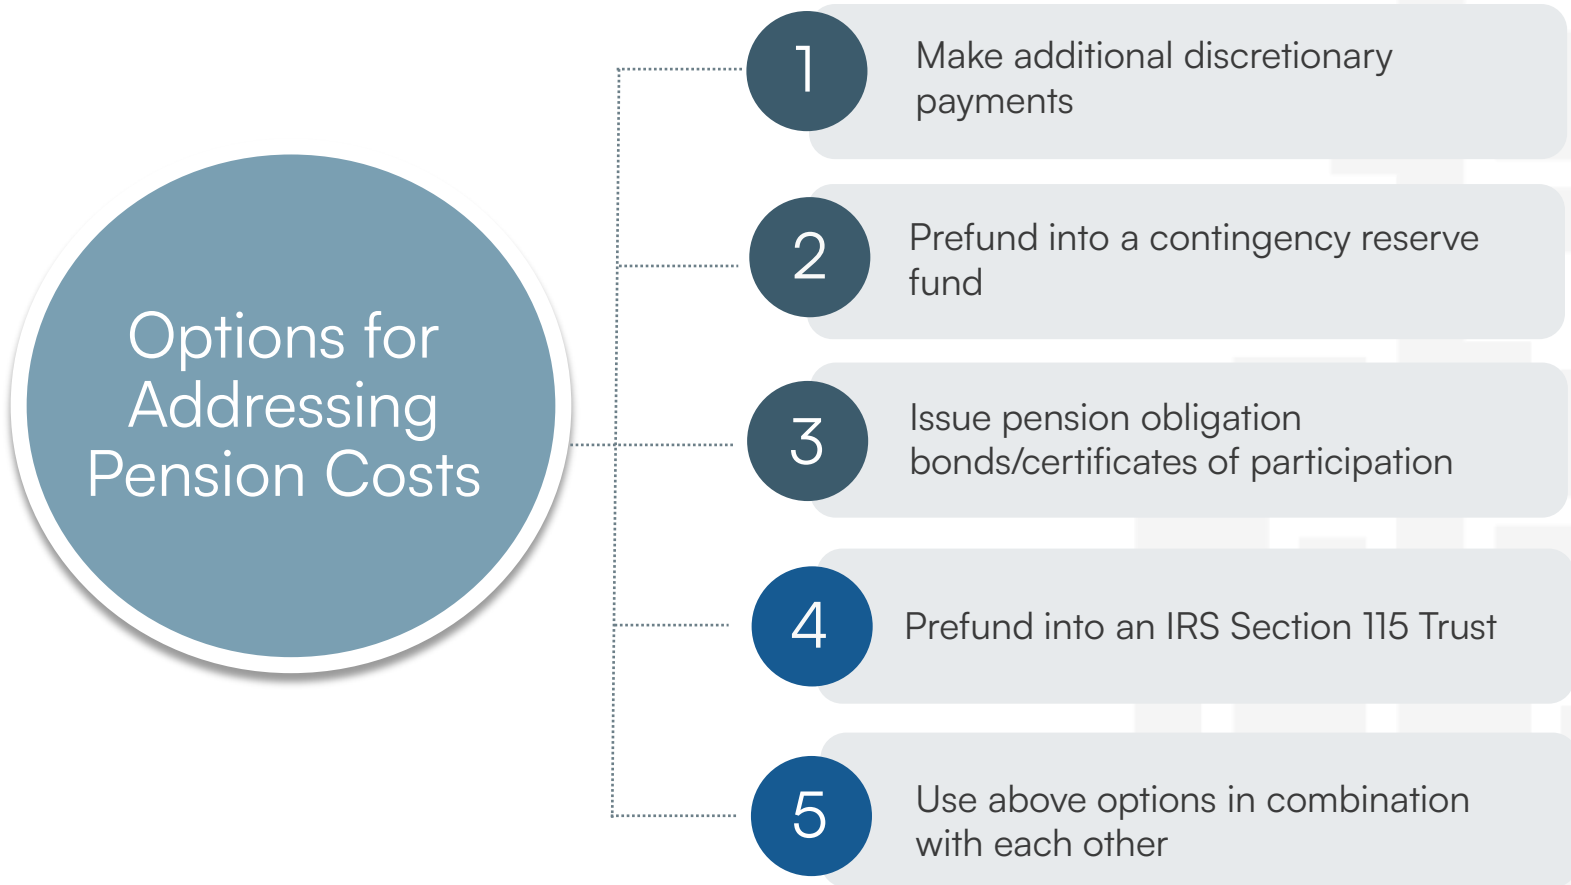 Options for
Addressing
Pension Costs
1
Make additional discretionary
payments
2
Prefund into a contingency reserve
fund
3
Issue pension obligation
bonds/certificates of participation
4
Prefund into an IRS Section 115 Trust
5
Use above options in combination
with each other